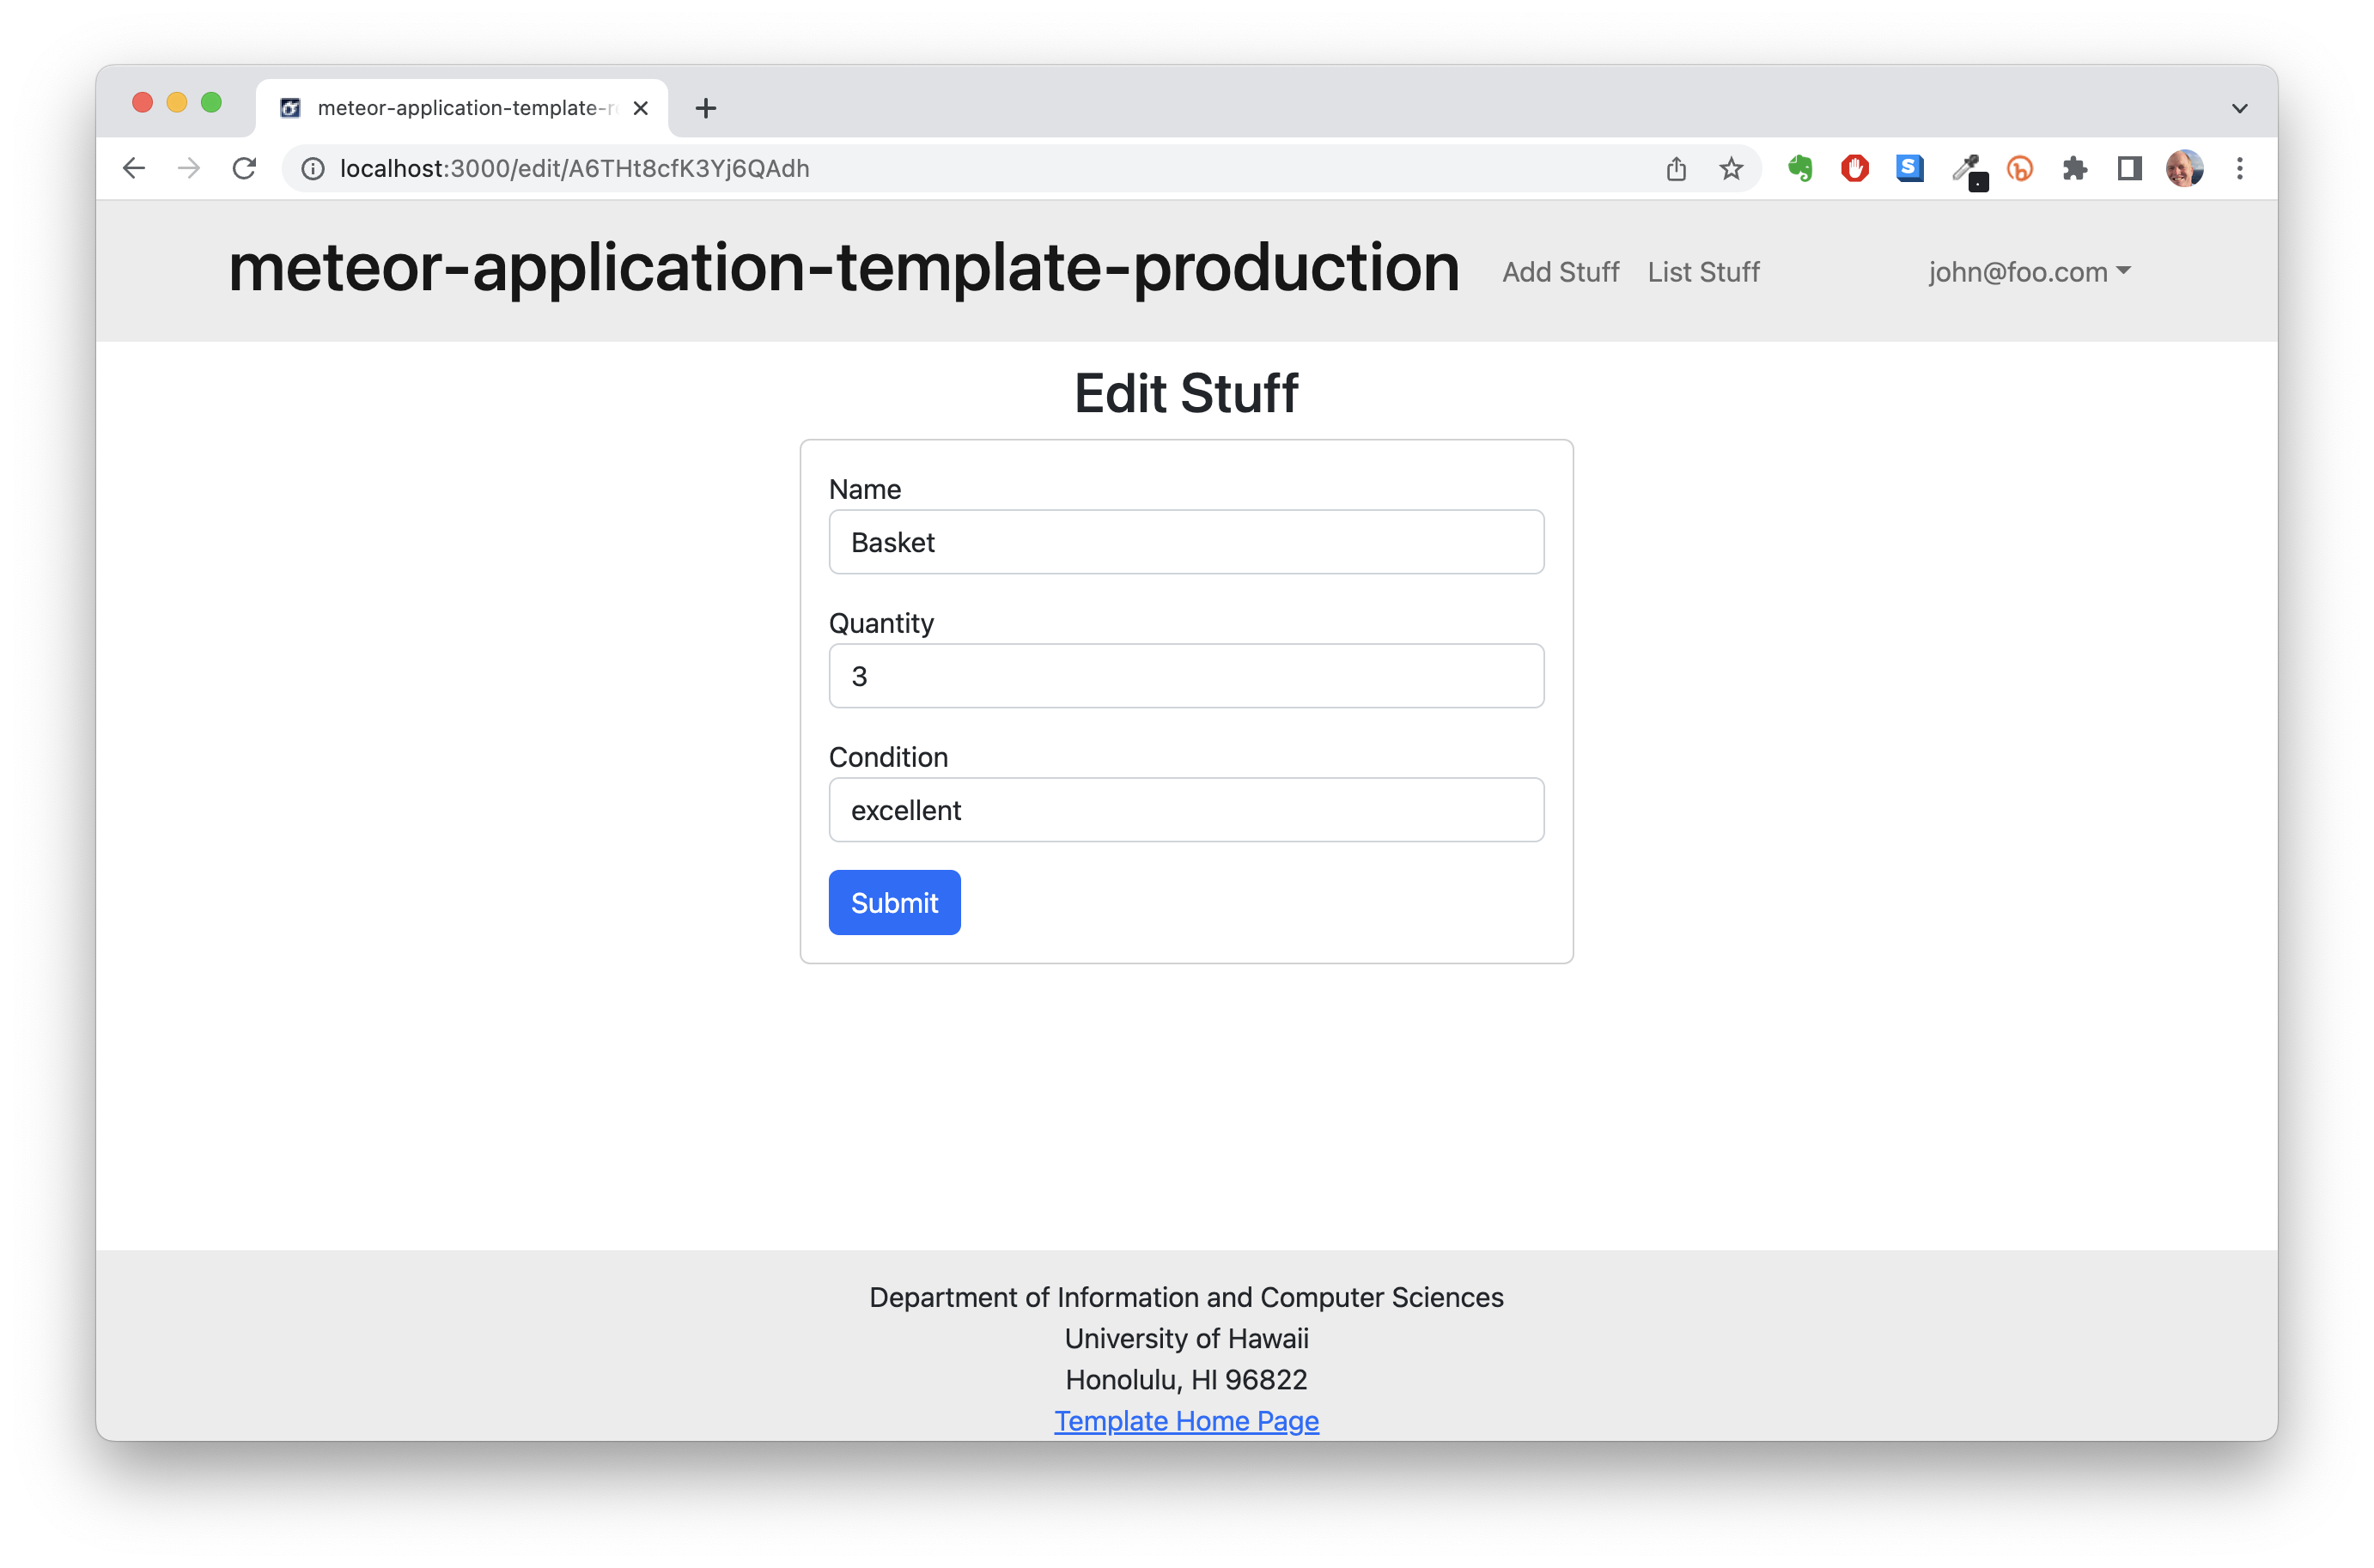 meteor-application-template-r
localhost:3000/edit/A6THt8cfK3Yj6QAdh
meteor-application-template-production Add Stuff List Stuff john@foo.com
Edit Stuff
Name
Basket
Quantity
3
Condition
excellent
Submit
Department of Information and Computer Sciences
University of Hawaii
Honolulu, HI 96822
Template Home Page